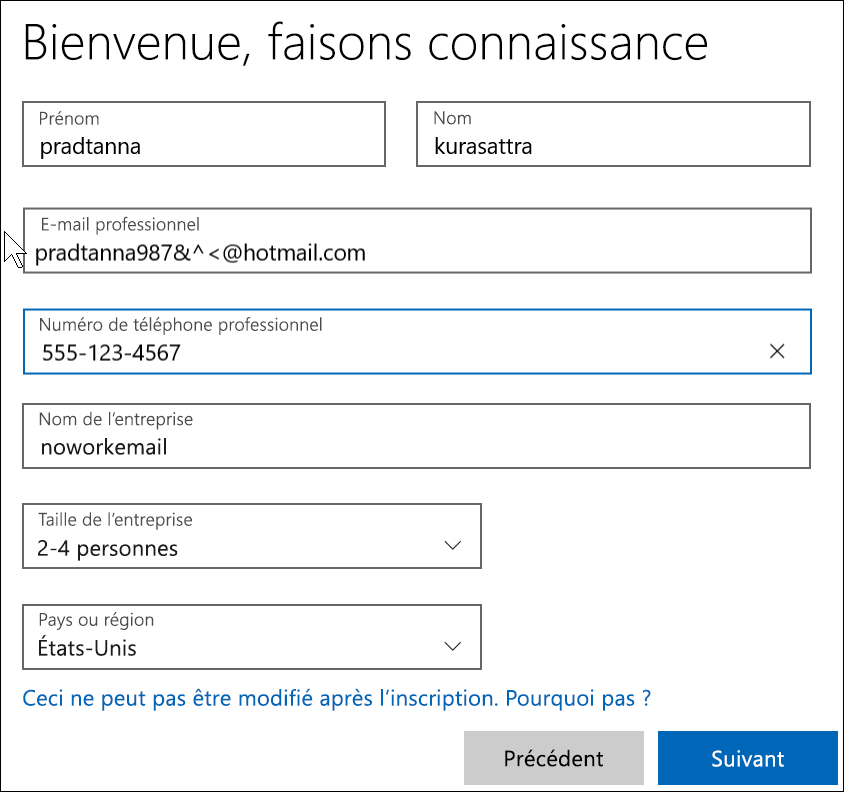 Bienvenue, faisons connaissance
Prénom
pradtanna
Nom
kurasattra
E-mail professionnel
pradtanna987&^<@hotmail.com
Numéro de téléphone professionnel
555-123-4567
Nom de l’entreprise
noworkemail
Taille de l’entreprise
2-4 personnes
Pays ou région
États-Unis
Ceci ne peut pas être modifié après l’inscription. Pourquoi pas ?
Précédent
Suivant